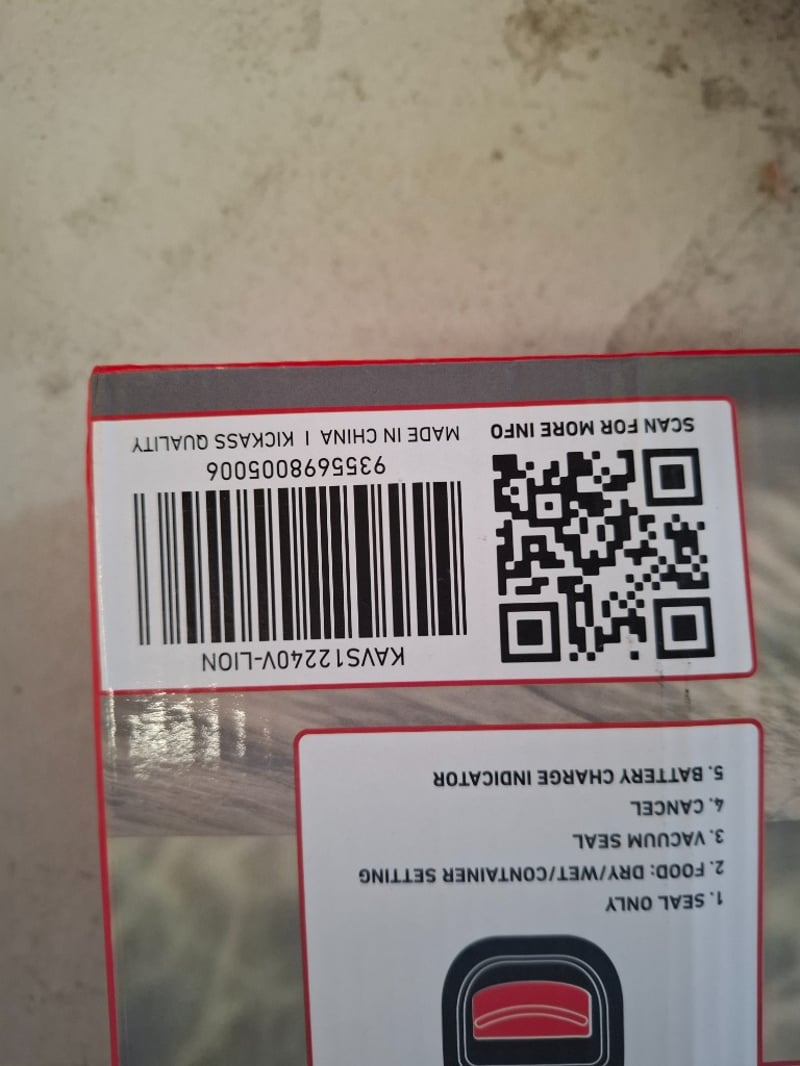 KAVS12240V-LION
9355698005006
MADE IN CHINA | KICKASS QUALITY
SCAN FOR MORE INFO
1. SEAL ONLY
2. FOOD: DRY/WET/CONTAINER SETTING
3. VACUUM SEAL
4. CANCEL
5. BATTERY CHARGE INDICATOR